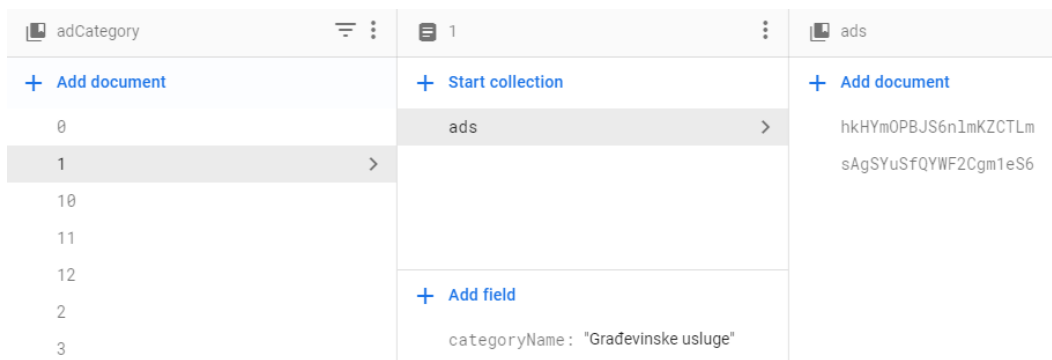 adCategory
Add document
0
1
10
11
12
2
3
1
Start collection
ads
Add field
categoryName: "Građevinske usluge"
ads
Add document
hkHYmOPBJS6nlmKZCTLm
sAgSYuSfQYWF2Cgm1eS6